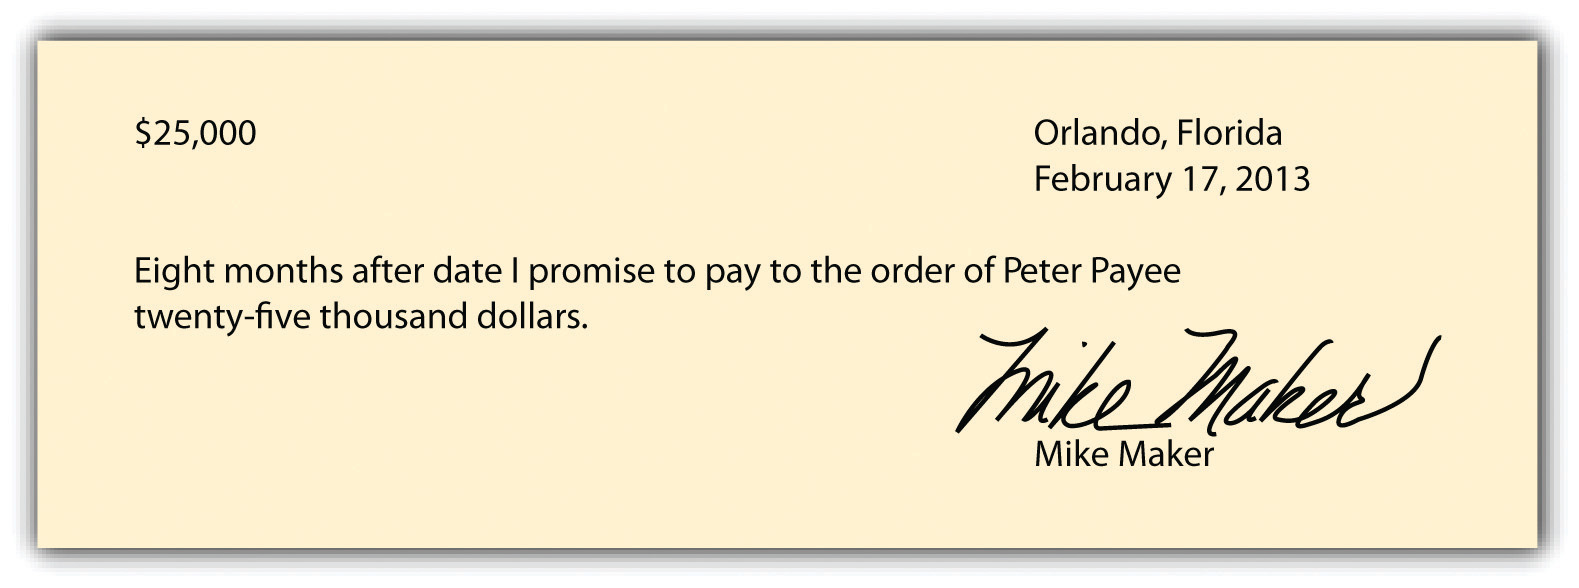 $25,000
Orlando, Florida
February 17, 2013
Eight months after date I promise to pay to the order of Peter Payee
twenty-five thousand dollars.
Mike Maker
Mike Maker